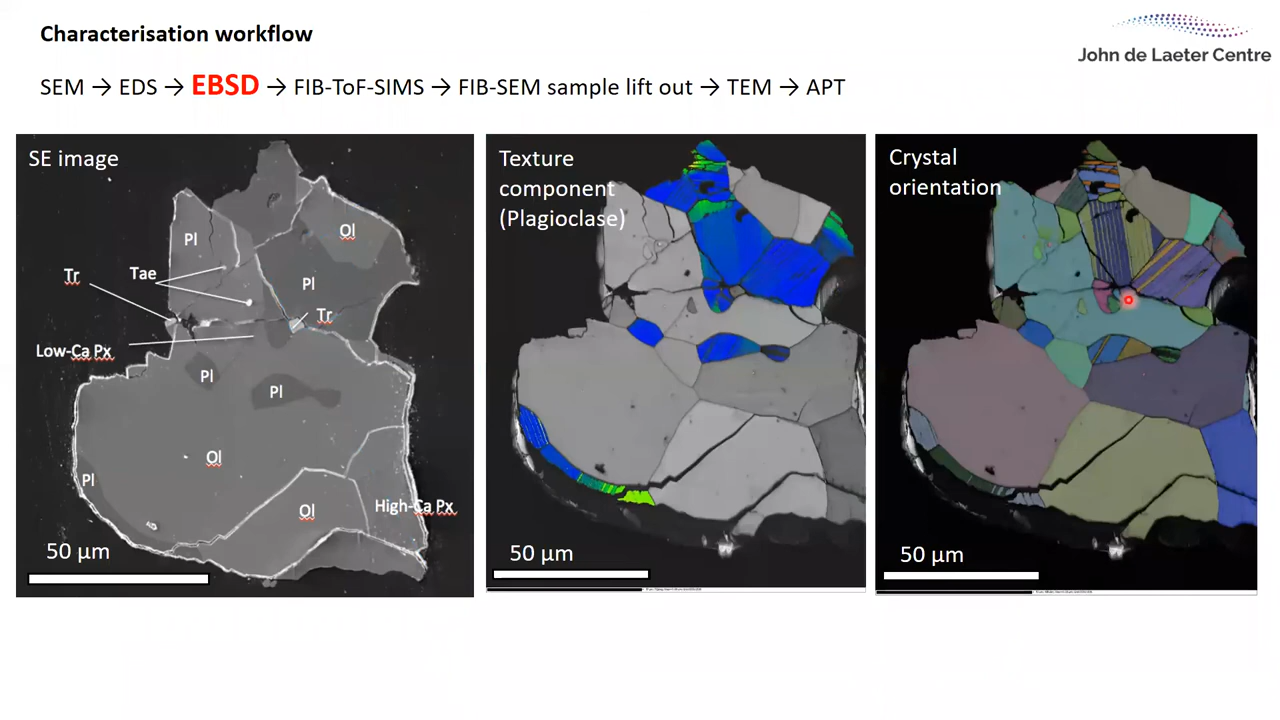 Characterisation workflow
John de Laeter Centre
SEM → EDS → EBSD → FIB-ToF-SIMS → FIB-SEM sample lift out → TEM → APT
SE image
Pl
Ol
Tr
Tae
Pl
Tr
Low-Ca Px
Pl
Pl
Ol
Pl
Ol
High-Ca Px
50 µm
Texture
component
(Plagioclase)
50 µm
Crystal
orientation
50 µm